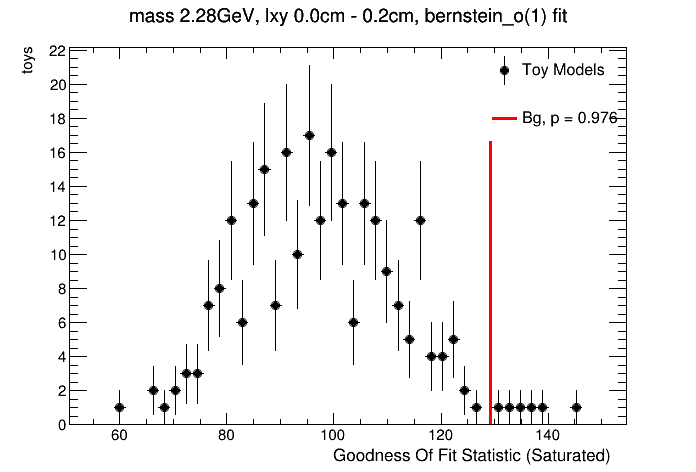 mass 2.28GeV, lxy 0.0cm - 0.2cm, bernstein_o(1) fit
toys
22
20
18
16
14
12
10
8
6
4
2
0
Toy Models
Bg, p = 0.976
60 80 100 120 140
Goodness Of Fit Statistic (Saturated)